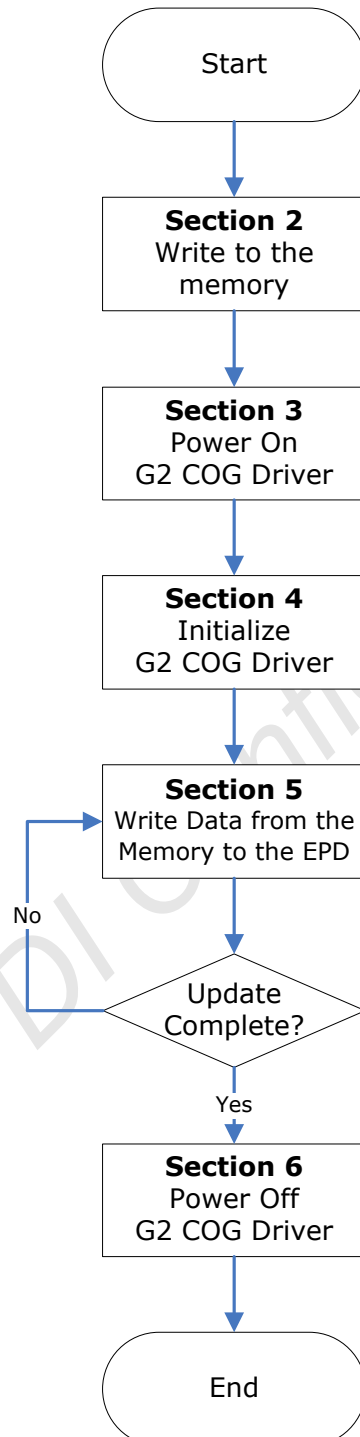 Start
Section 2
Write to the
memory
Section 3
Power On
G2 COG Driver
Section 4
Initialize
G2 COG Driver
Section 5
Write Data from the
Memory to the EPD
No
Update
Complete?
Yes
Section 6
Power Off
G2 COG Driver
End